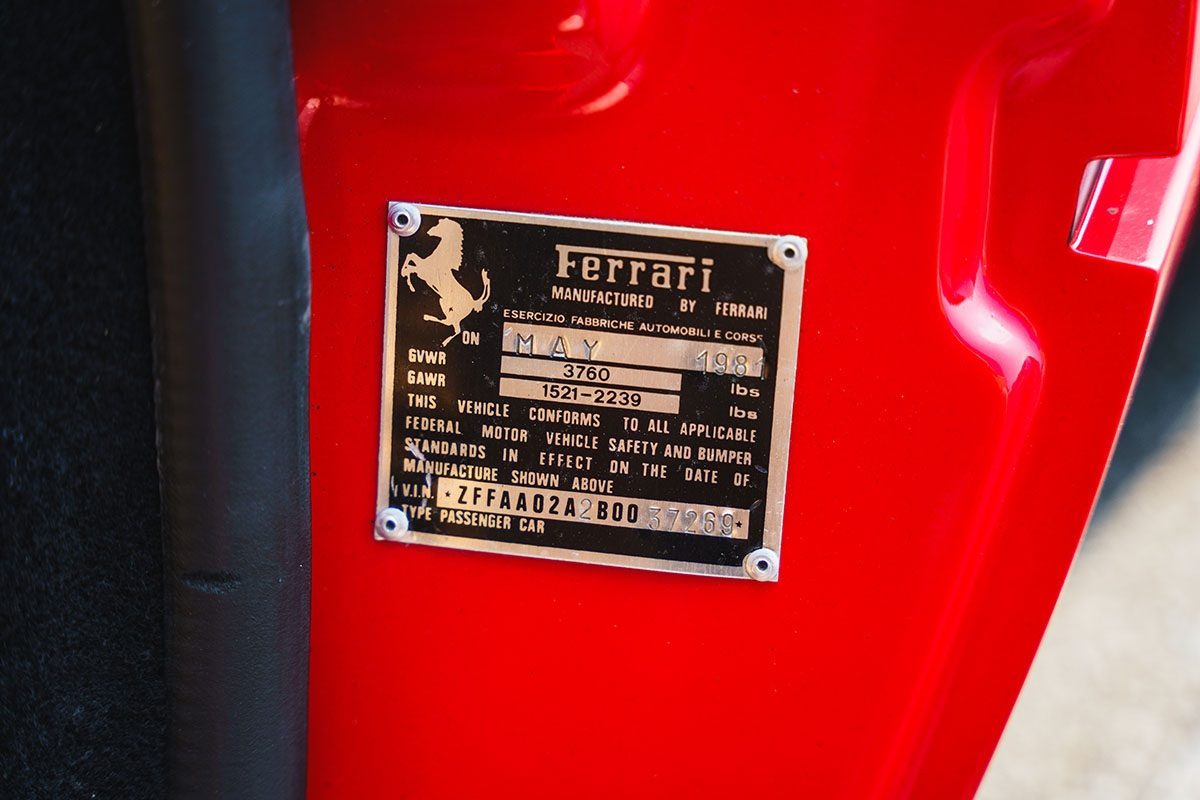 Ferrari
MANUFACTURED BY FERRARI
ESERCIZIO FABBRICHE AUTOMOBILI E CORSE
ON MAY 1981
GVWR 3760 lbs
GAWR 1521-2239 lbs
THIS VEHICLE CONFORMS TO ALL APPLICABLE
FEDERAL MOTOR VEHICLE SAFETY AND BUMPER
STANDARDS IN EFFECT ON THE DATE OF
MANUFACTURE SHOWN ABOVE
V.I.N. *ZFFAA02A2B0037269*
TYPE PASSENGER CAR